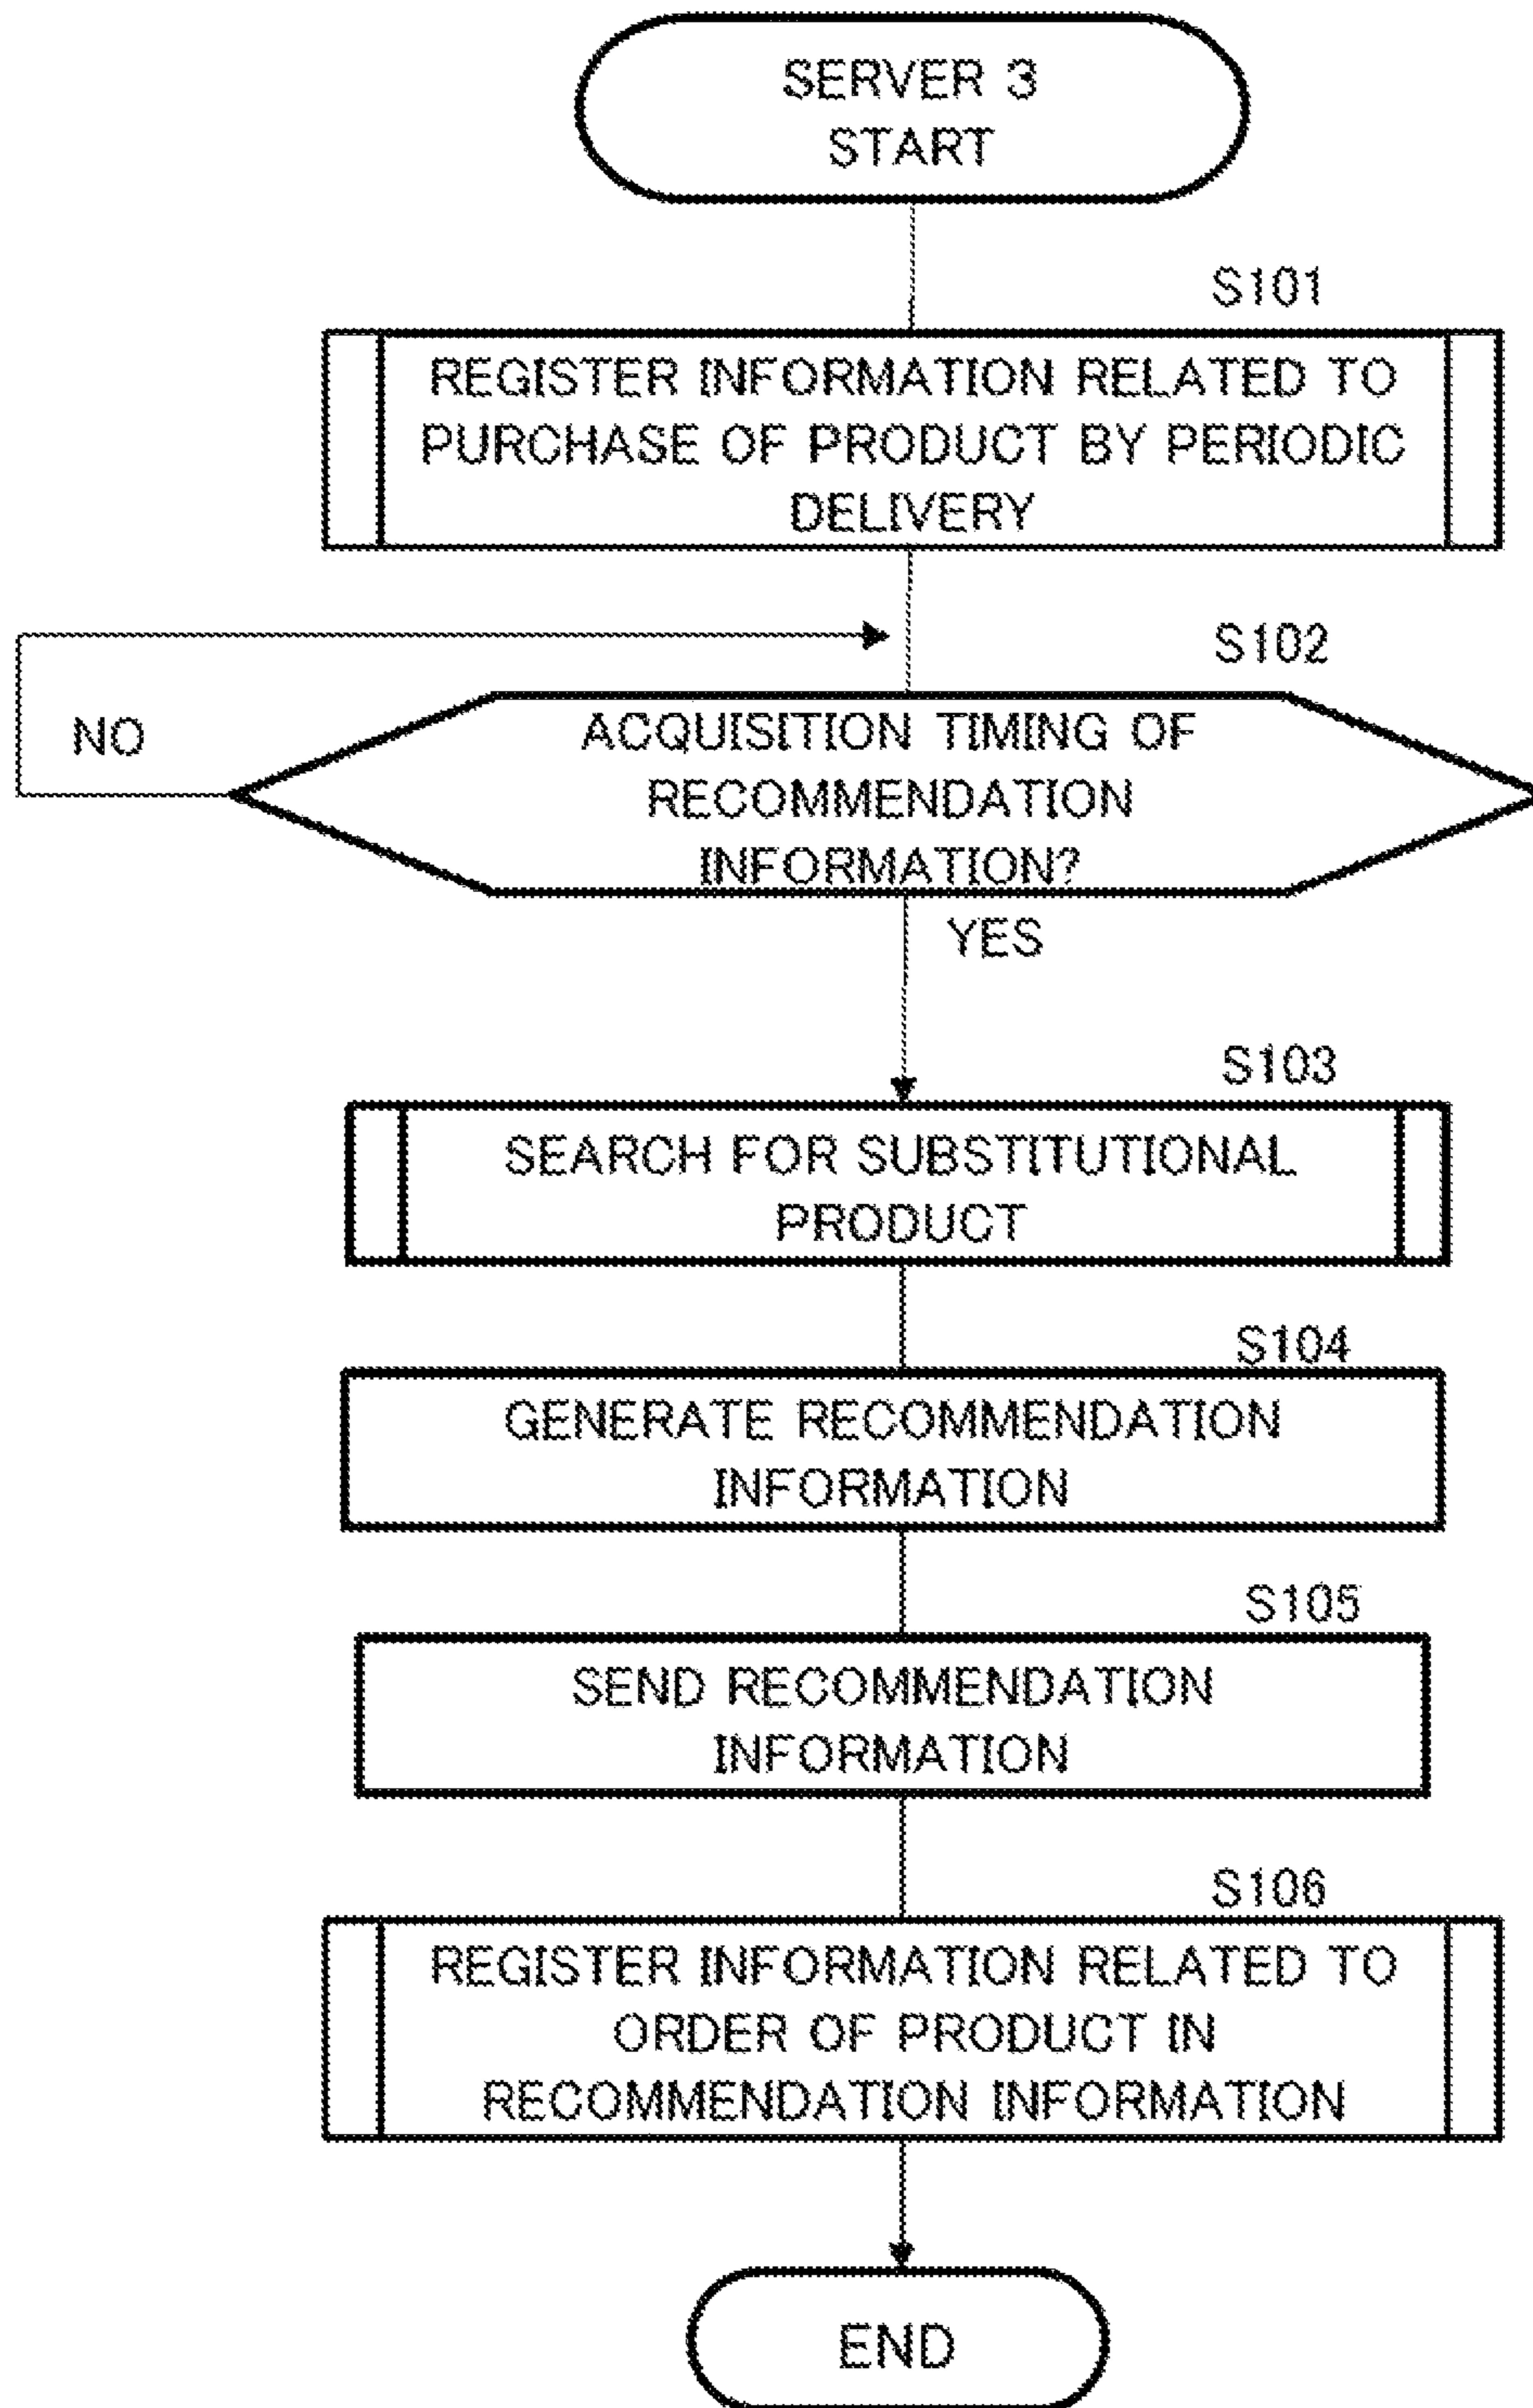 SERVER 3
START
S101
REGISTER INFORMATION RELATED TO
PURCHASE OF PRODUCT BY PERIODIC
DELIVERY
S102
NO
ACQUISITION TIMING OF
RECOMMENDATION
INFORMATION?
YES
S103
SEARCH FOR SUBSTITUTIONAL
PRODUCT
S104
GENERATE RECOMMENDATION
INFORMATION
S105
SEND RECOMMENDATION
INFORMATION
S106
REGISTER INFORMATION RELATED TO
ORDER OF PRODUCT IN
RECOMMENDATION INFORMATION
END